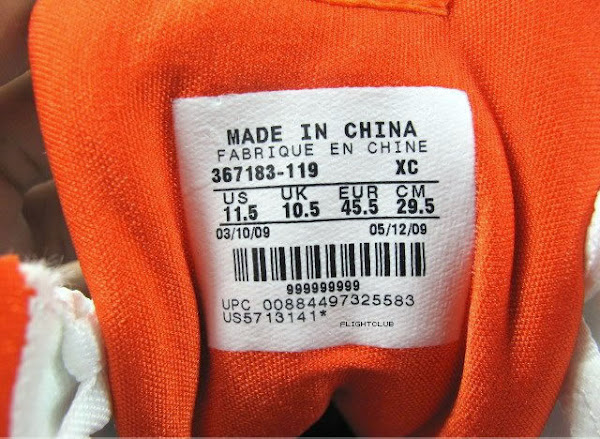 MADE IN CHINA
FABRIQUE EN CHINE
367183-119 XC
US UK EUR CM
11.5 10.5 45.5 29.5
03/10/09 05/12/09
999999999
UPC 00884497325583
US5713141*
FLIGHTCLUB